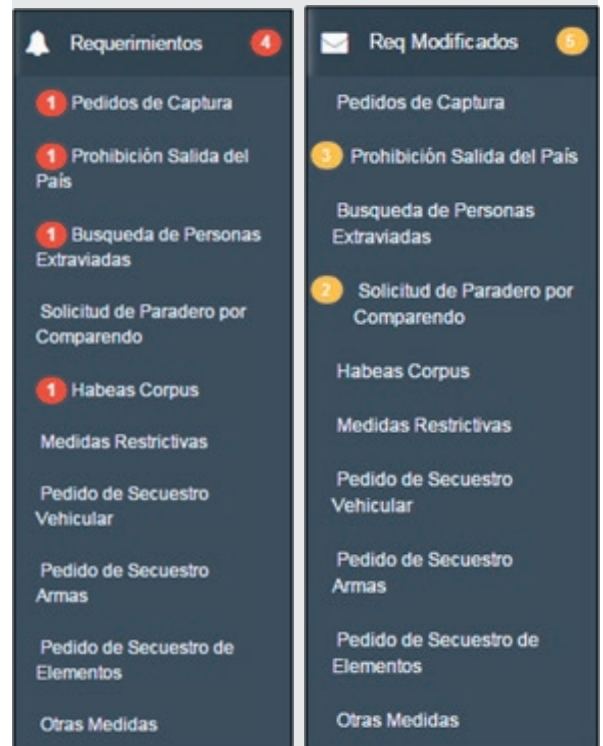 Requerimientos 4
1 Pedidos de Captura
1 Prohibición Salida del
País
1 Busqueda de Personas
Extraviadas
Solicitud de Paradero por
Comparendo
1 Habeas Corpus
Medidas Restrictivas
Pedido de Secuestro
Vehicular
Pedido de Secuestro
Armas
Pedido de Secuestro de
Elementos
Otras Medidas
Req Modificados 5
Pedidos de Captura
3 Prohibición Salida del País
Busqueda de Personas
Extraviadas
2 Solicitud de Paradero por
Comparendo
Habeas Corpus
Medidas Restrictivas
Pedido de Secuestro
Vehicular
Pedido de Secuestro
Armas
Pedido de Secuestro de
Elementos
Otras Medidas